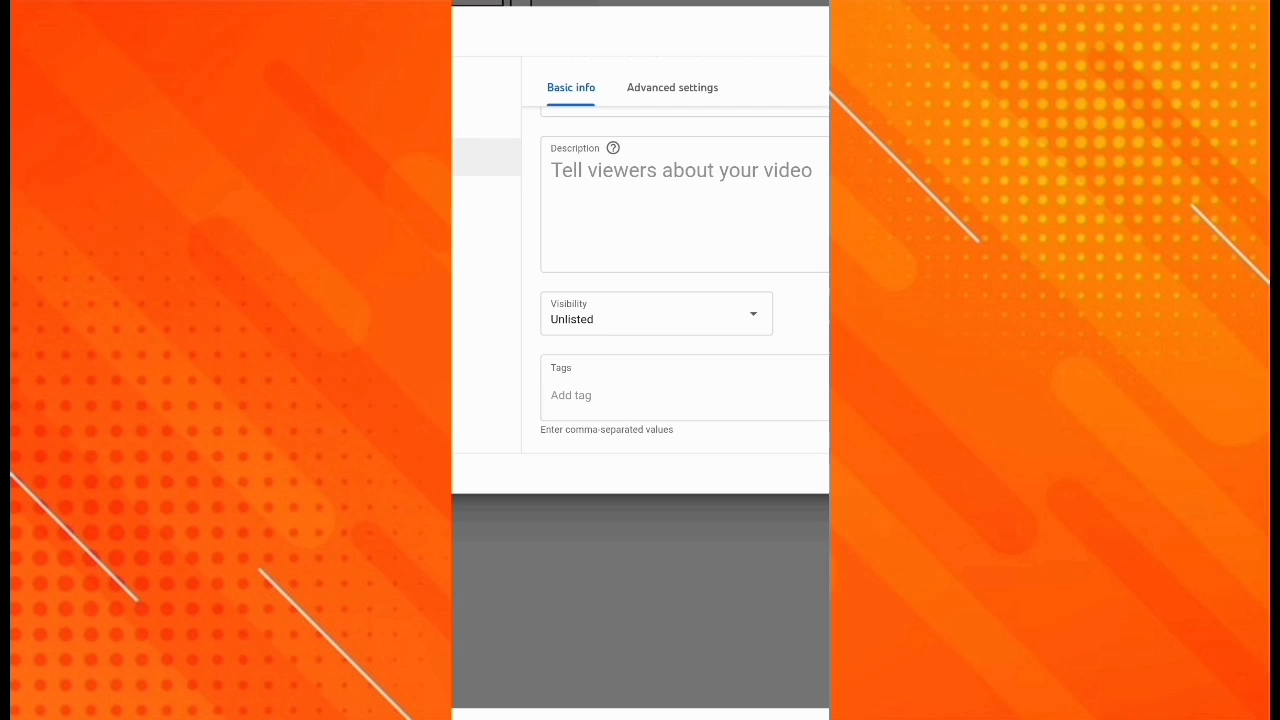 Basic info Advanced settings
Description
Tell viewers about your video
Visibility
Unlisted
Tags
Add tag
Enter comma-separated values